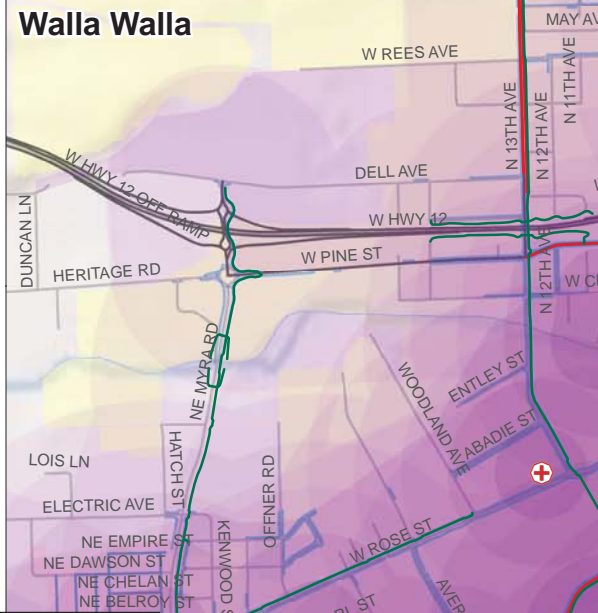 Walla Walla
MAY AV
W REES AVE
N 13TH AVE
N 12TH AVE
N 11TH AVE
DELL AVE
W HWY 12 OFF RAMP
W HWY 12
DUNCAN LN
W PINE ST
HERITAGE RD
N 12TH AVE
NE MYRA RD
WOODLAND AVE
ENTLEY ST
ABADIE ST
LOIS LN
HATCH ST
OFFNER RD
ELECTRIC AVE
KENWOOD S
NE EMPIRE ST
W ROSE ST
NE DAWSON ST
NE CHELAN ST
NE BELROY ST
AVER